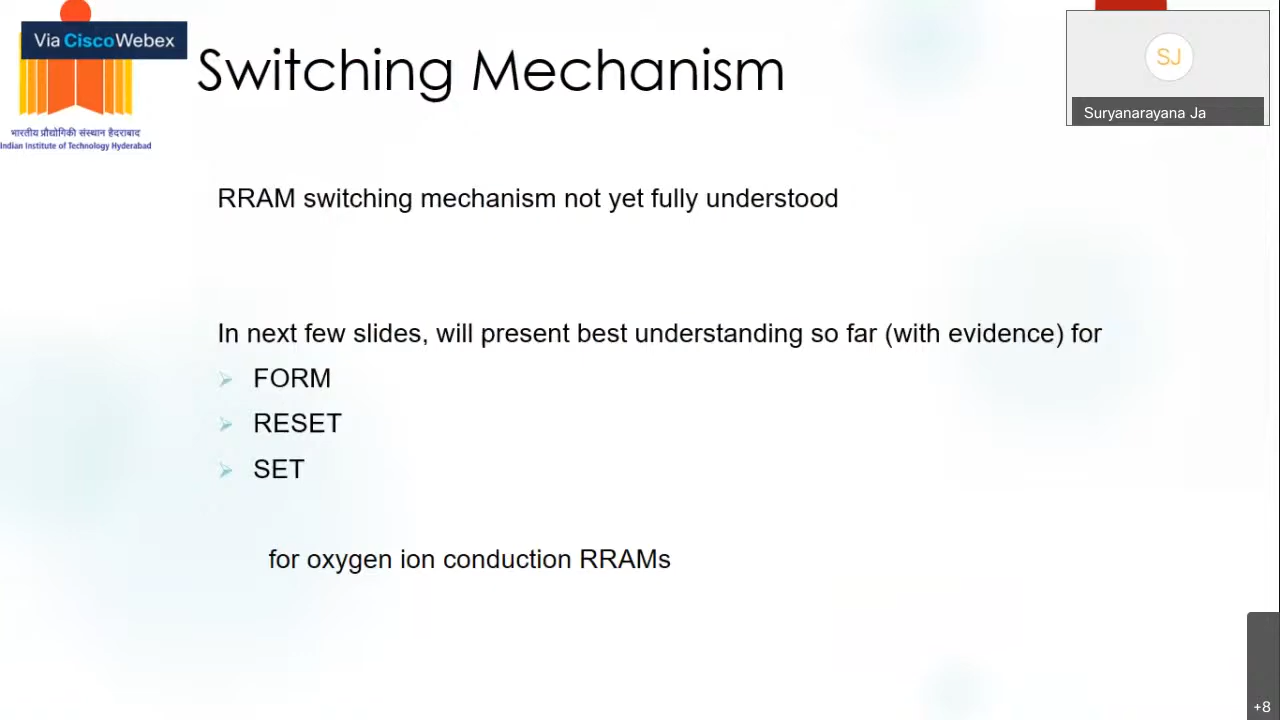 Via CiscoWebex
Switching Mechanism
SJ
Suryanarayana Ja
भारतीय प्रौद्योगिकी संस्थान हैदराबाद
Indian Institute of Technology Hyderabad
RRAM switching mechanism not yet fully understood
In next few slides, will present best understanding so far (with evidence) for
FORM
RESET
SET
for oxygen ion conduction RRAMs
+8